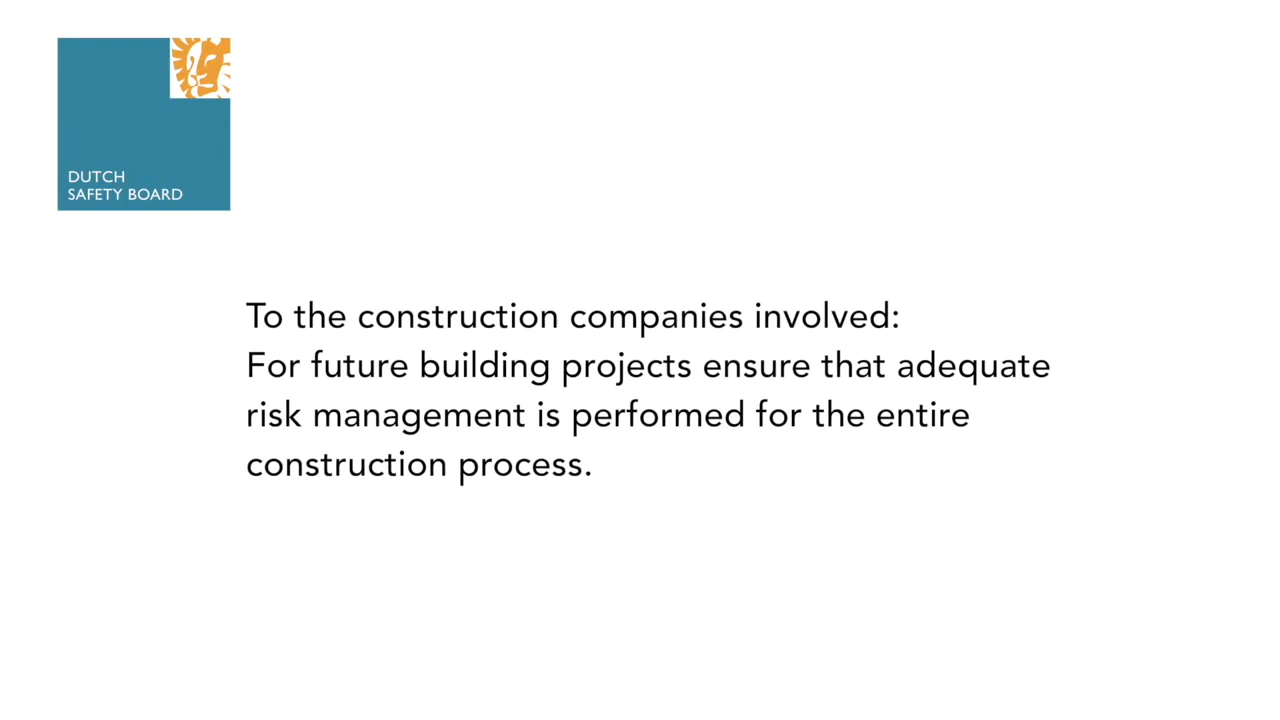 DUTCH
SAFETY BOARD
To the construction companies involved:
For future building projects ensure that adequate
risk management is performed for the entire
construction process.